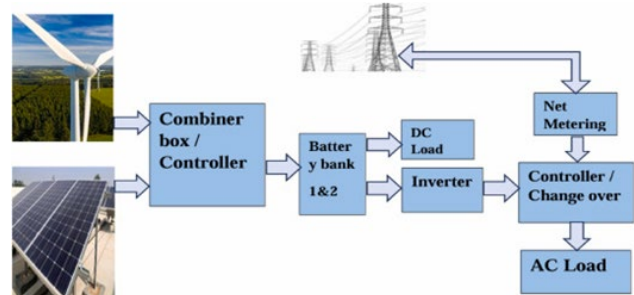 Combiner
box /
Controller
Batter
y bank
1&2
DC
Load
Inverter
Net
Metering
Controller /
Change over
AC Load